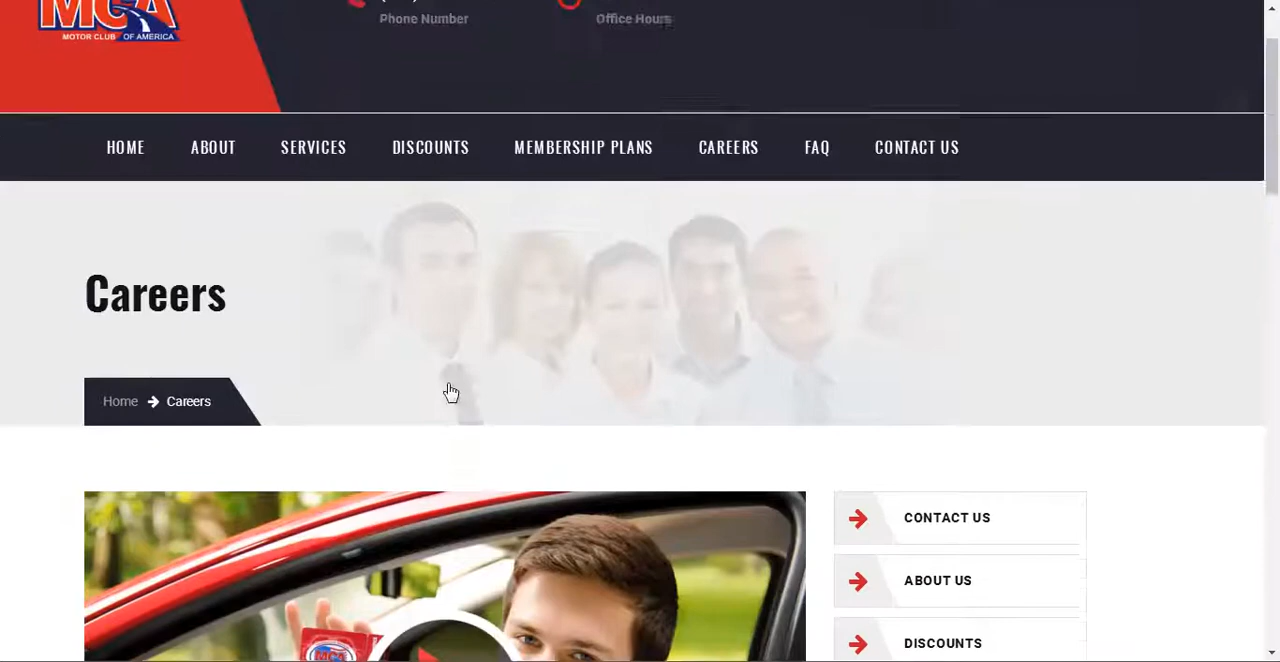 MCA
MOTOR CLUB OF AMERICA
Phone Number
Office Hours
HOME
ABOUT
SERVICES
DISCOUNTS
MEMBERSHIP PLANS
CAREERS
FAQ
CONTACT US
Careers
Home
Careers
CONTACT US
ABOUT US
DISCOUNTS
MCA